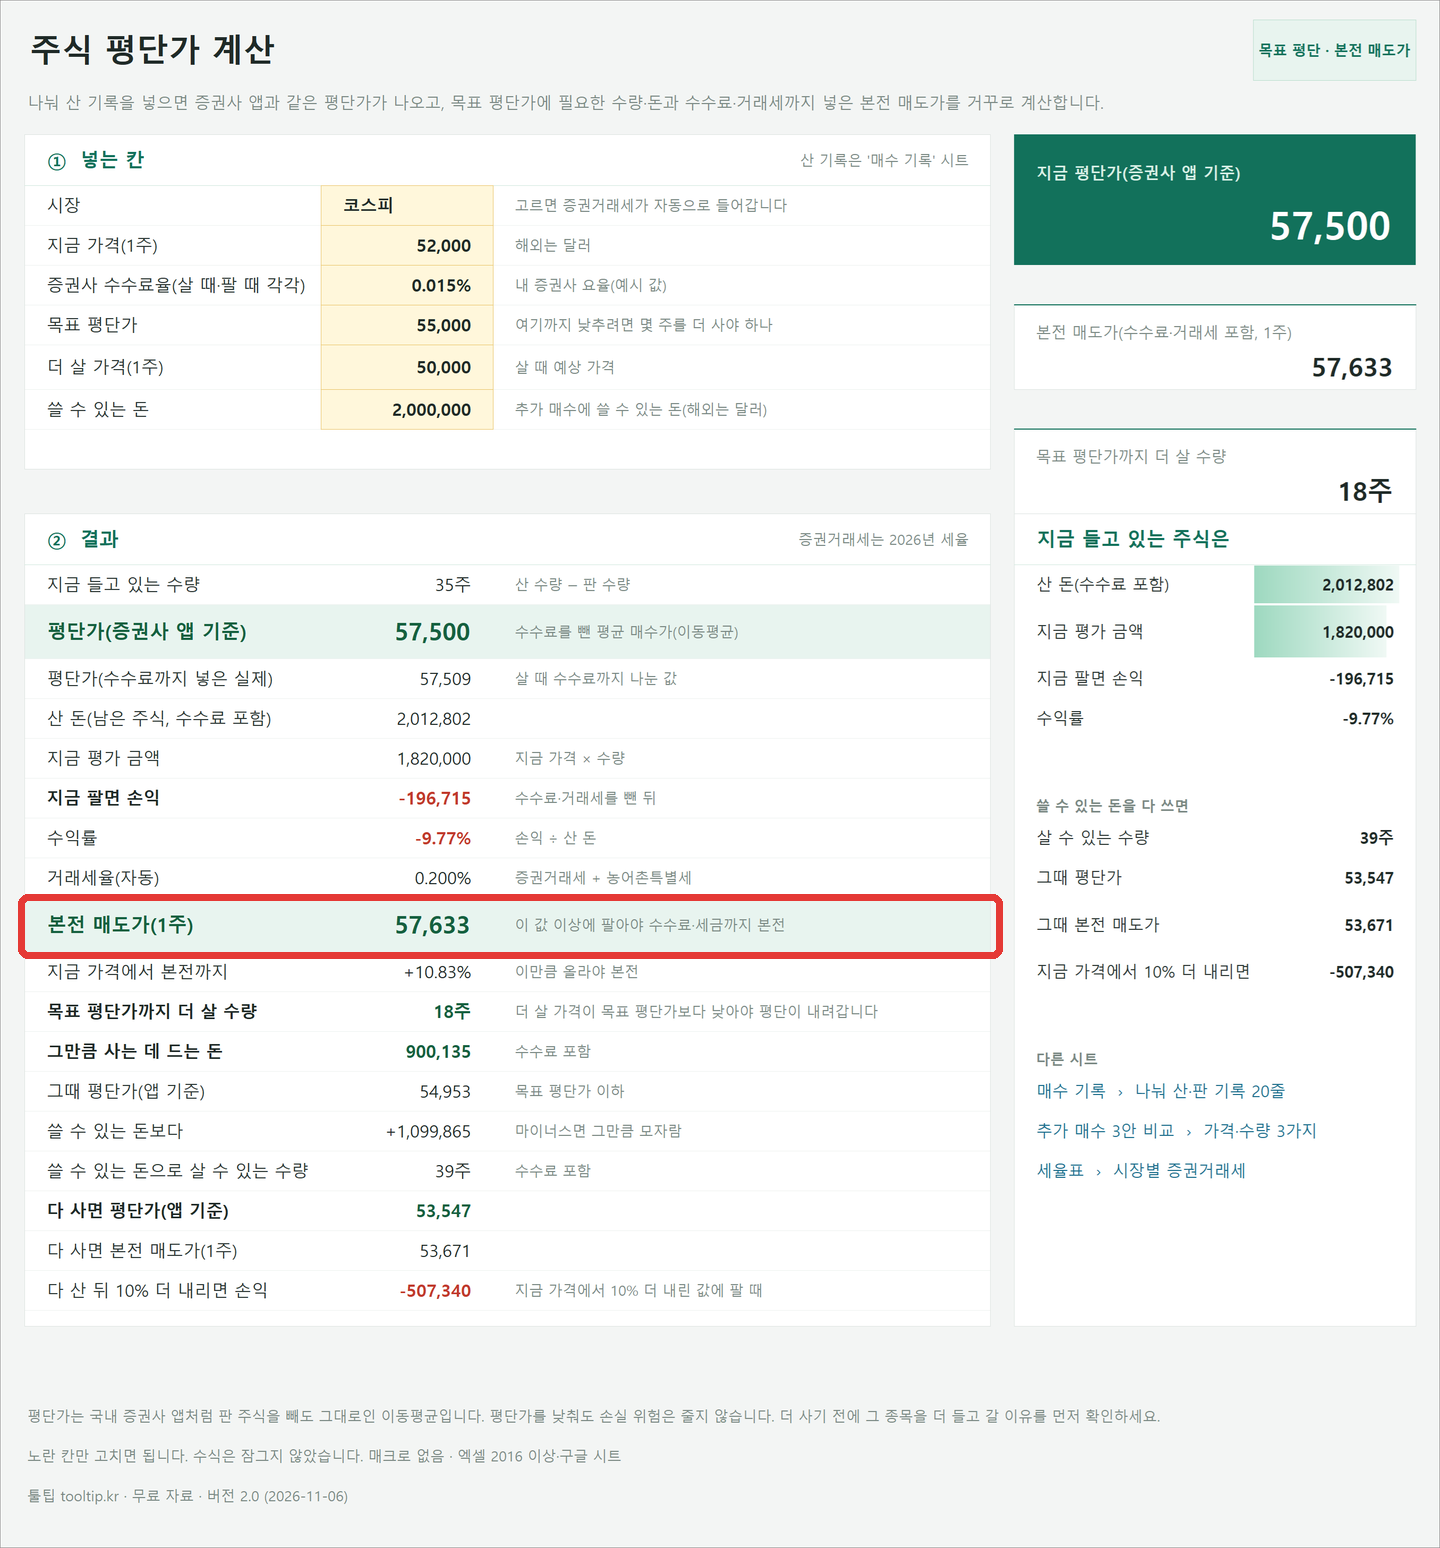 주식 평단가 계산
목표 평단 · 본전 매도가
나눠 산 기록을 넣으면 증권사 앱과 같은 평단가가 나오고, 목표 평단가에 필요한 수량·돈과 수수료·거래세까지 넣은 본전 매도가를 거꾸로 계산합니다.
① 넣는 칸
산 기록은 '매수 기록' 시트
시장 코스피 고르면 증권거래세가 자동으로 들어갑니다
지금 가격(1주) 52,000 해외는 달러
증권사 수수료율(살 때·팔 때 각각) 0.015% 내 증권사 요율(예시 값)
목표 평단가 55,000 여기까지 낮추려면 몇 주를 더 사야 하나
더 살 가격(1주) 50,000 살 때 예상 가격
쓸 수 있는 돈 2,000,000 추가 매수에 쓸 수 있는 돈(해외는 달러)
지금 평단가(증권사 앱 기준)
57,500
본전 매도가(수수료·거래세 포함, 1주)
57,633
목표 평단가까지 더 살 수량
18주
② 결과
증권거래세는 2026년 세율
지금 들고 있는 수량 35주 산 수량 − 판 수량
평단가(증권사 앱 기준) 57,500 수수료를 뺀 평균 매수가(이동평균)
평단가(수수료까지 넣은 실제) 57,509 살 때 수수료까지 나눈 값
산 돈(남은 주식, 수수료 포함) 2,012,802
지금 평가 금액 1,820,000 지금 가격 × 수량
지금 팔면 손익 -196,715 수수료·거래세를 뺀 뒤
수익률 -9.77% 손익 ÷ 산 돈
거래세율(자동) 0.200% 증권거래세 + 농어촌특별세
본전 매도가(1주) 57,633 이 값 이상에 팔아야 수수료·세금까지 본전
지금 가격에서 본전까지 +10.83% 이만큼 올라야 본전
목표 평단가까지 더 살 수량 18주 더 살 가격이 목표 평단가보다 낮아야 평단이 내려갑니다
그만큼 사는 데 드는 돈 900,135 수수료 포함
그때 평단가(앱 기준) 54,953 목표 평단가 이하
쓸 수 있는 돈보다 +1,099,865 마이너스면 그만큼 모자람
쓸 수 있는 돈으로 살 수 있는 수량 39주 수수료 포함
다 사면 평단가(앱 기준) 53,547
다 사면 본전 매도가(1주) 53,671
다 산 뒤 10% 더 내리면 손익 -507,340 지금 가격에서 10% 더 내린 값에 팔 때
지금 들고 있는 주식은
산 돈(수수료 포함) 2,012,802
지금 평가 금액 1,820,000
지금 팔면 손익 -196,715
수익률 -9.77%
쓸 수 있는 돈을 다 쓰면
살 수 있는 수량 39주
그때 평단가 53,547
그때 본전 매도가 53,671
지금 가격에서 10% 더 내리면 -507,340
다른 시트
매수 기록 › 나눠 산·판 기록 20줄
추가 매수 3안 비교 › 가격·수량 3가지
세율표 › 시장별 증권거래세
평단가는 국내 증권사 앱처럼 판 주식을 빼도 그대로인 이동평균입니다. 평단가를 낮춰도 손실 위험은 줄지 않습니다. 더 사기 전에 그 종목을 더 들고 갈 이유를 먼저 확인하세요.
노란 칸만 고치면 됩니다. 수식은 잠그지 않았습니다. 매크로 없음 · 엑셀 2016 이상·구글 시트
툴팁 tooltip.kr · 무료 자료 · 버전 2.0 (2026-11-06)